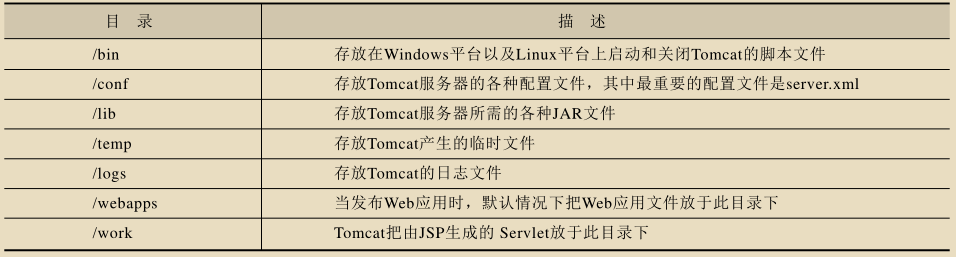 目 录 描 述
/bin 存放在Windows平台以及Linux平台上启动和关闭Tomcat的脚本文件
/conf 存放Tomcat服务器的各种配置文件，其中最重要的配置文件是server.xml
/lib 存放Tomcat服务器所需的各种JAR文件
/temp 存放Tomcat产生的临时文件
/logs 存放Tomcat的日志文件
/webapps 当发布Web应用时，默认情况下把Web应用文件放于此目录下
/work Tomcat把由JSP生成的 Servlet放于此目录下